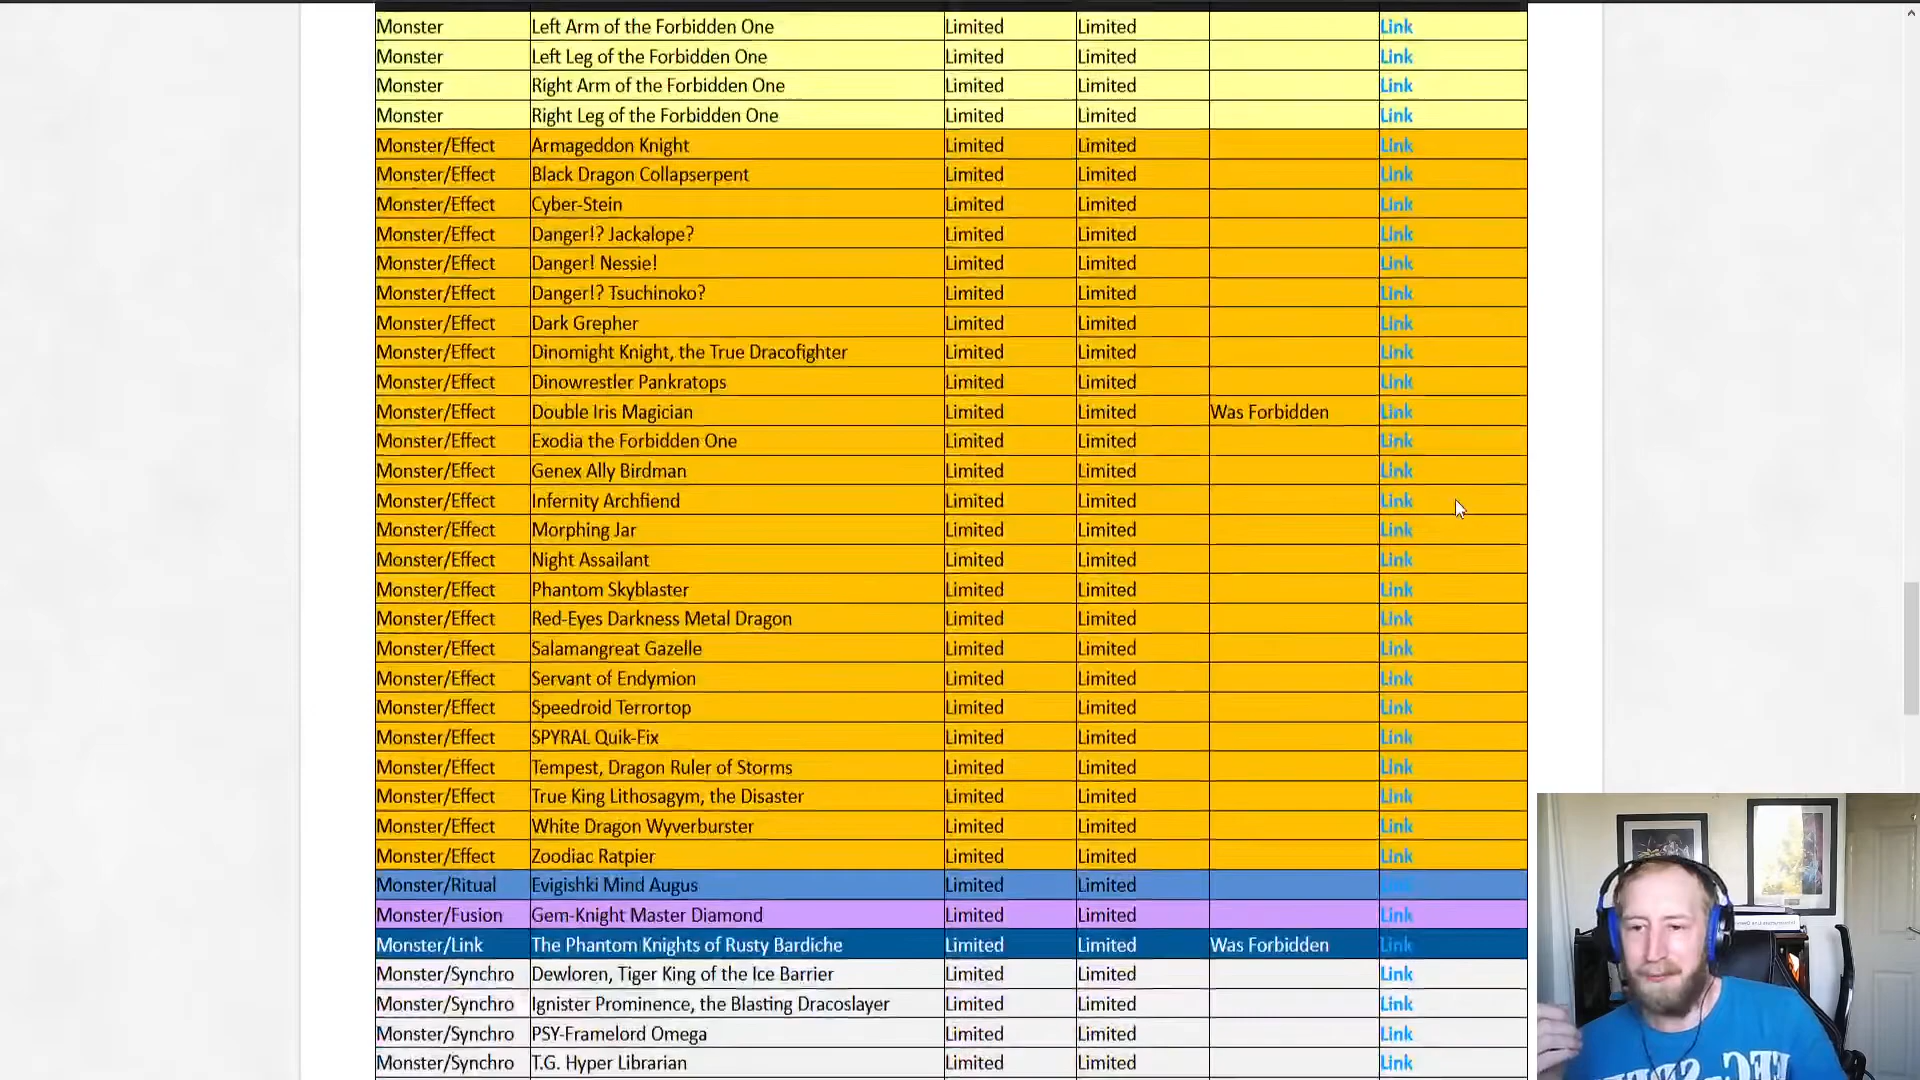 Monster Left Arm of the Forbidden One Limited Limited Link
Monster Left Leg of the Forbidden One Limited Limited Link
Monster Right Arm of the Forbidden One Limited Limited Link
Monster Right Leg of the Forbidden One Limited Limited Link
Monster/Effect Armageddon Knight Limited Limited Link
Monster/Effect Black Dragon Collapserpent Limited Limited Link
Monster/Effect Cyber-Stein Limited Limited Link
Monster/Effect Danger!? Jackalope? Limited Limited Link
Monster/Effect Danger! Nessie! Limited Limited Link
Monster/Effect Danger!? Tsuchinoko? Limited Limited Link
Monster/Effect Dark Grepher Limited Limited Link
Monster/Effect Dinomight Knight, the True Dracofighter Limited Limited Link
Monster/Effect Dinowrestler Pankratops Limited Limited Link
Monster/Effect Double Iris Magician Limited Limited Was Forbidden Link
Monster/Effect Exodia the Forbidden One Limited Limited Link
Monster/Effect Genex Ally Birdman Limited Limited Link
Monster/Effect Infernity Archfiend Limited Limited Link
Monster/Effect Morphing Jar Limited Limited Link
Monster/Effect Night Assailant Limited Limited Link
Monster/Effect Phantom Skyblaster Limited Limited Link
Monster/Effect Red-Eyes Darkness Metal Dragon Limited Limited Link
Monster/Effect Salamangreat Gazelle Limited Limited Link
Monster/Effect Servant of Endymion Limited Limited Link
Monster/Effect Speedroid Terrortop Limited Limited Link
Monster/Effect SPYRAL Quik-Fix Limited Limited Link
Monster/Effect Tempest, Dragon Ruler of Storms Limited Limited Link
Monster/Effect True King Lithosagym, the Disaster Limited Limited Link
Monster/Effect White Dragon Wyverburster Limited Limited Link
Monster/Effect Zoodiac Ratpier Limited Limited Link
Monster/Ritual Evigishki Mind Augus Limited Limited Link
Monster/Fusion Gem-Knight Master Diamond Limited Limited Link
Monster/Link The Phantom Knights of Rusty Bardiche Limited Limited Was Forbidden Link
Monster/Synchro Dewloren, Tiger King of the Ice Barrier Limited Limited Link
Monster/Synchro Ignister Prominence, the Blasting Dracoslayer Limited Limited Link
Monster/Synchro PSY-Framelord Omega Limited Limited Link
Monster/Synchro T.G. Hyper Librarian Limited Limited Link